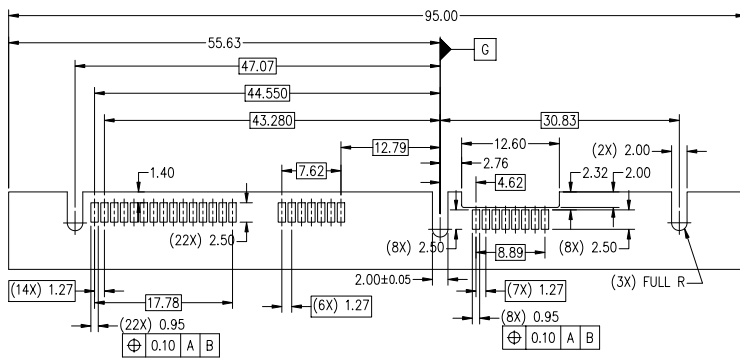 95.00
55.63
G
47.07
44.550
43.280
30.83
12.79
12.60
(2X) 2.00
7.62
2.76
1.40
4.62
2.32
2.00
(22X) 2.50
(8X) 2.50
8.89
(8X) 2.50
2.00±0.05
(3X) FULL R
(14X) 1.27
17.78
(6X) 1.27
(7X) 1.27
(22X) 0.95
(8X) 0.95
⌖ 0.10 A B
⌖ 0.10 A B